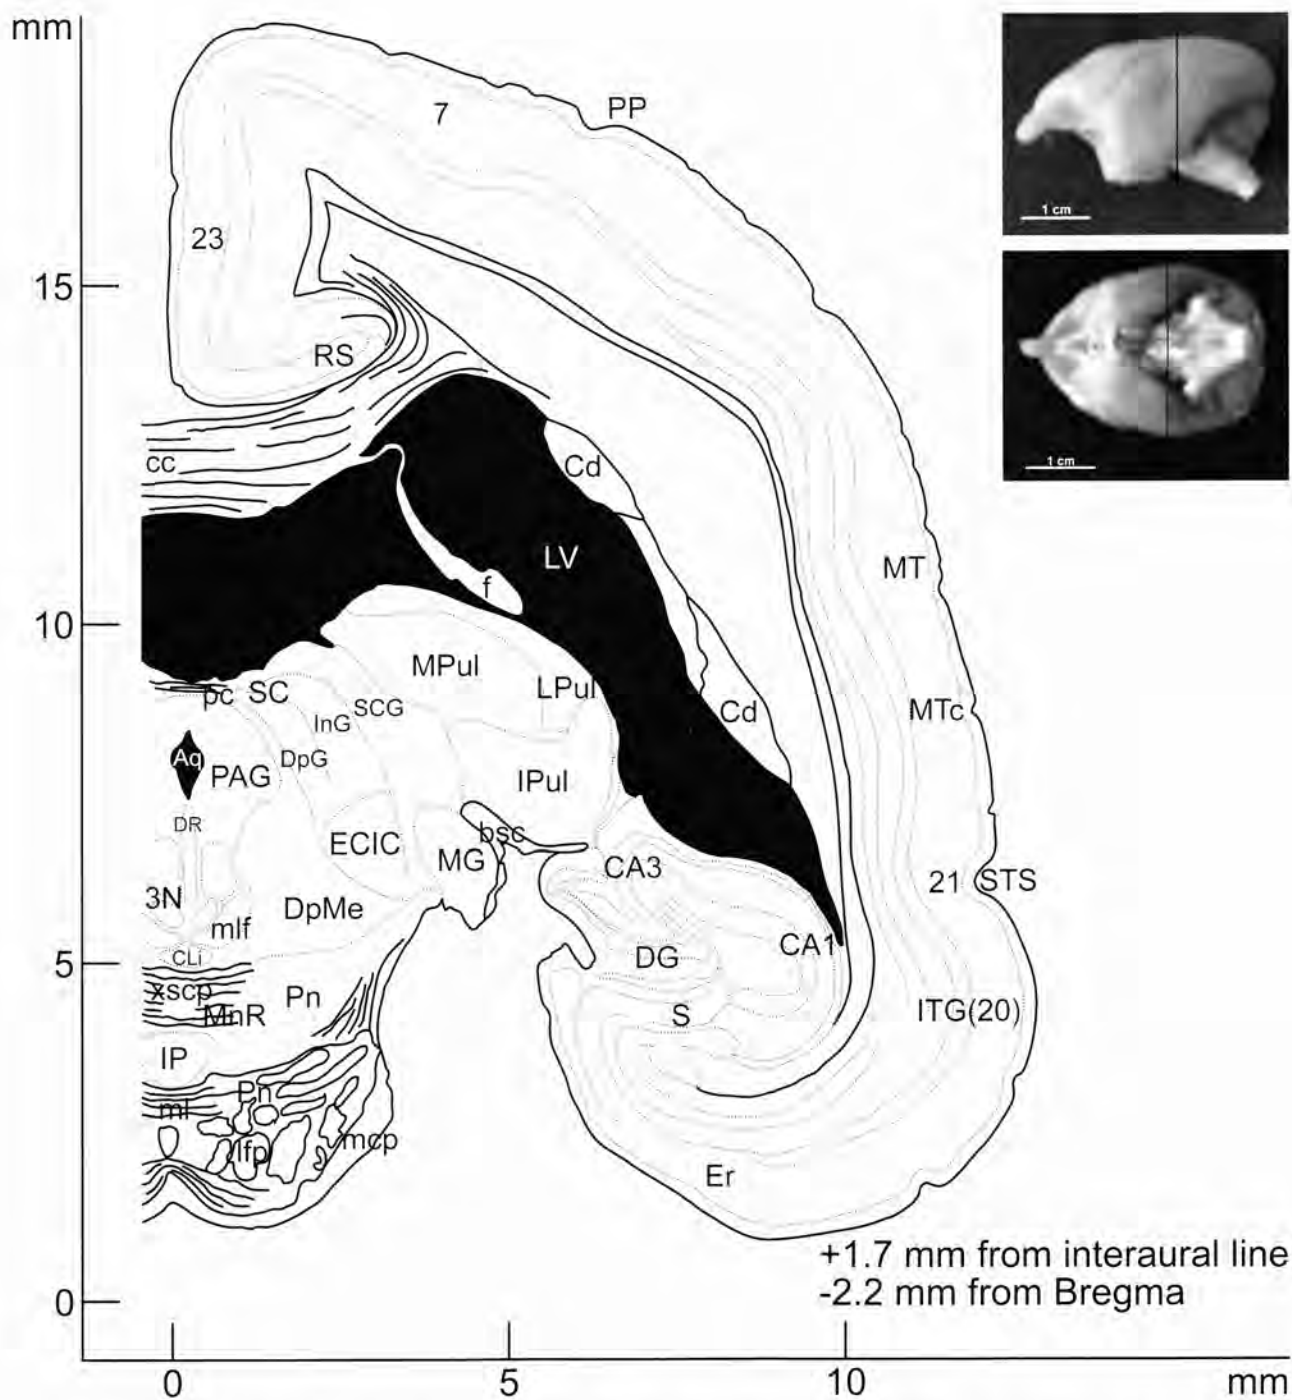 mm
PP
7
1 cm
23
15
RS
1 cm
cc
Cd
LV
MT
f
10
MPul
LPul
pc SC
SCG
InG
Cd
MTc
Aq
PAG
DpG
IPul
DR
bsc
ECIC
MG
CA3
21 STS
3N
DpMe
mlf
CA1
CLi
DG
5
xscp
Pn
MnR
S
ITG(20)
IP
Pn
ml
lfp
mcp
Er
+1.7 mm from interaural line
-2.2 mm from Bregma
0
0
5
10
mm